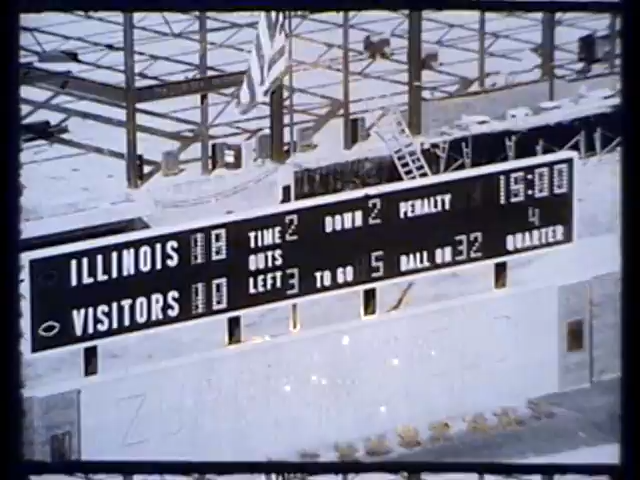 ILLINOIS 18 TIME 2 DOWN 2 PENALTY 15:00
OUTS 4
VISITORS 10 LEFT 3 TO GO 5 BALL ON 32 QUARTER